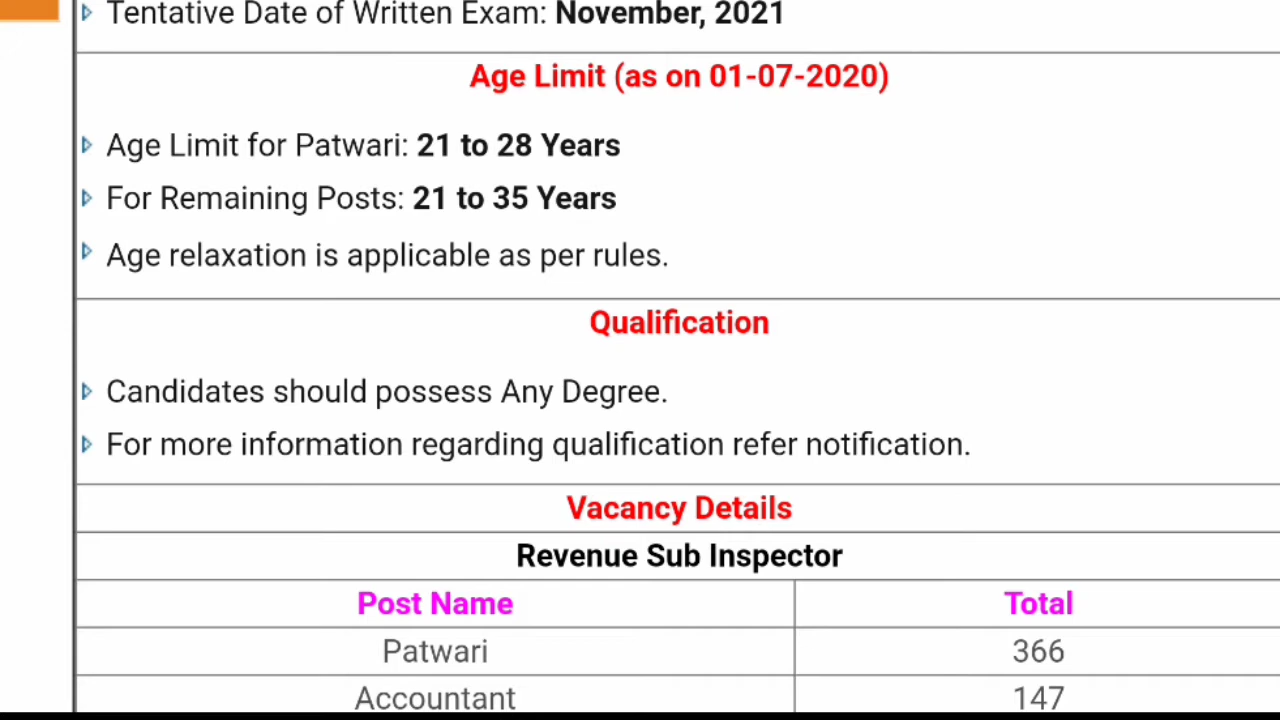 Tentative Date of Written Exam: November, 2021
Age Limit (as on 01-07-2020)
Age Limit for Patwari: 21 to 28 Years
For Remaining Posts: 21 to 35 Years
Age relaxation is applicable as per rules.
Qualification
Candidates should possess Any Degree.
For more information regarding qualification refer notification.
Vacancy Details
Revenue Sub Inspector
Post Name Total
Patwari 366
Accountant 147